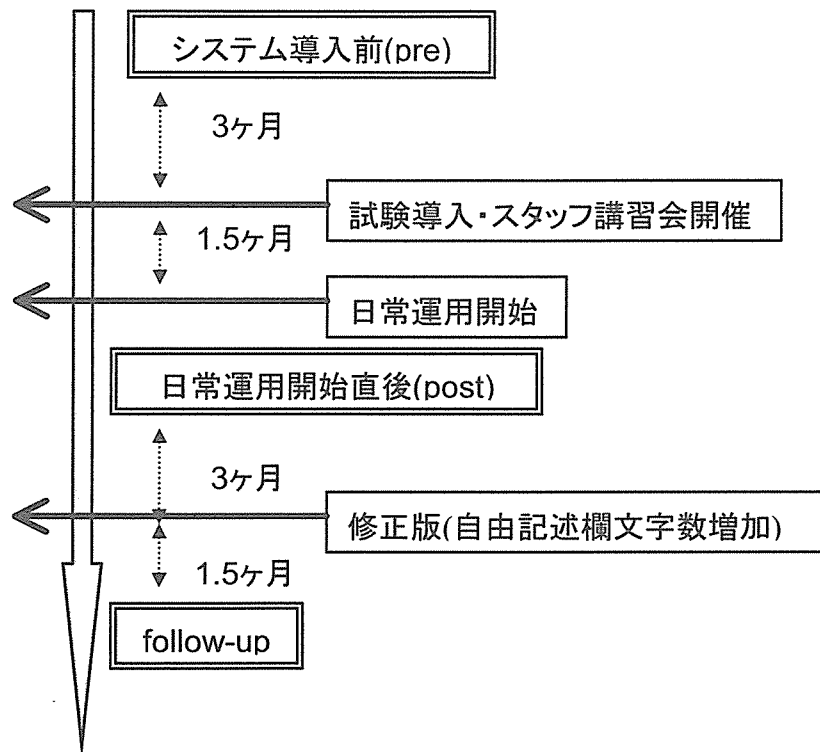 システム導入前(pre)
3ヶ月
試験導入・スタッフ講習会開催
1.5ヶ月
日常運用開始
日常運用開始直後(post)
3ヶ月
修正版(自由記述欄文字数増加)
1.5ヶ月
follow-up